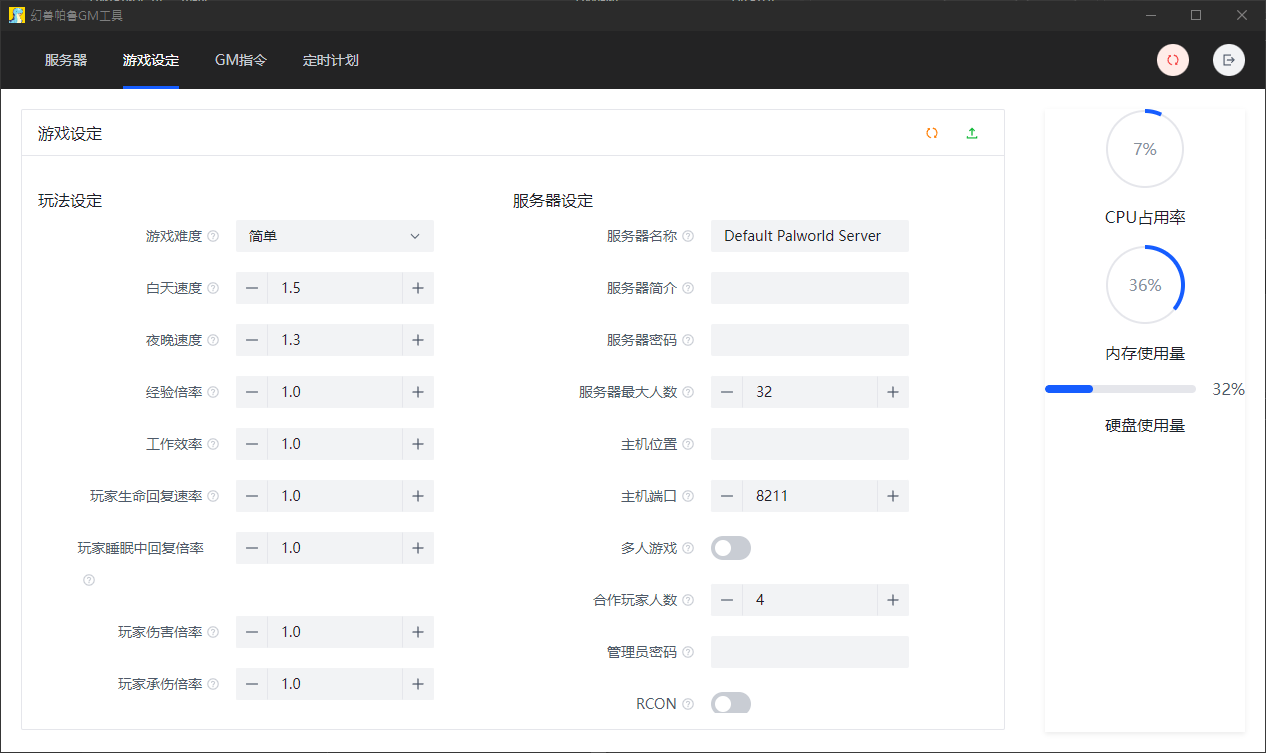 幻兽帕鲁GM工具
服务器 游戏设定 GM指令 定时计划
游戏设定
玩法设定
游戏难度 简单
白天速度 1.5
夜晚速度 1.3
经验倍率 1.0
工作效率 1.0
玩家生命回复速率 1.0
玩家睡眠中回复倍率 1.0
玩家伤害倍率 1.0
玩家承伤倍率 1.0
服务器设定
服务器名称 Default Palworld Server
服务器简介
服务器密码
服务器最大人数 32
主机位置
主机端口 8211
多人游戏
合作玩家人数 4
管理员密码
RCON
7%
CPU占用率
36%
内存使用量
32%
硬盘使用量